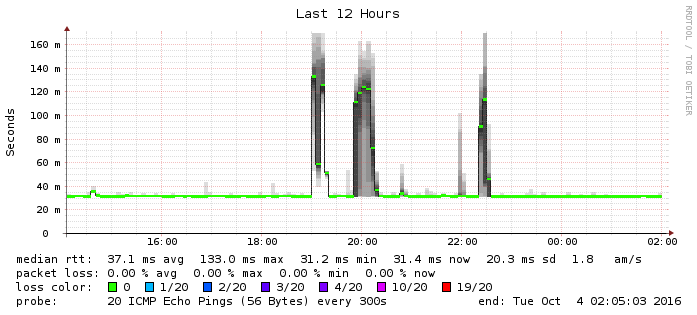 Last 12 Hours
RRDTOOL / TOBI OETIKER
Seconds
160 m
140 m
120 m
100 m
80 m
60 m
40 m
20 m
0
16:00 18:00 20:00 22:00 00:00 02:00
median rtt: 37.1 ms avg 133.0 ms max 31.2 ms min 31.4 ms now 20.3 ms sd 1.8 am/s
packet loss: 0.00 % avg 0.00 % max 0.00 % min 0.00 % now
loss color: 0 1/20 2/20 3/20 4/20 10/20 19/20
probe: 20 ICMP Echo Pings (56 Bytes) every 300s end: Tue Oct 4 02:05:03 2016